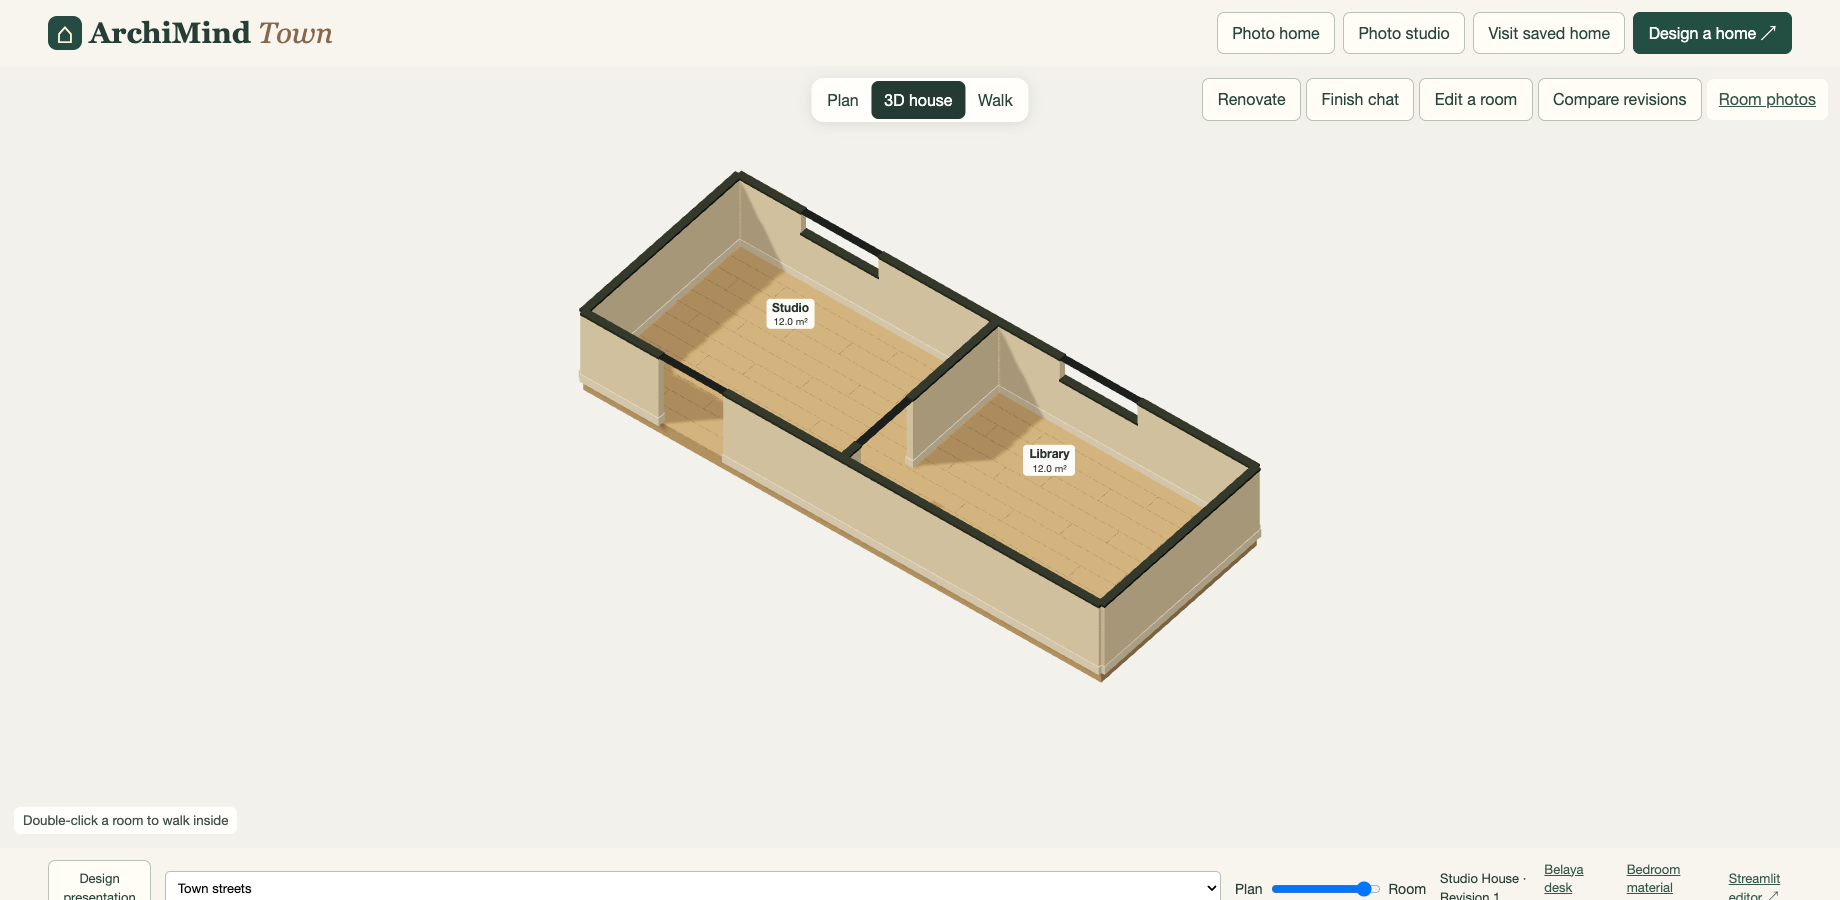 ArchiMind Town
Photo home
Photo studio
Visit saved home
Design a home ↗
Plan
3D house
Walk
Renovate
Finish chat
Edit a room
Compare revisions
Room photos
Studio
12.0 m²
Library
12.0 m²
Double-click a room to walk inside
Design
presentation
Town streets
Plan
Room
Studio House ·
Revision 1
Belaya
desk
Bedroom
material
Streamlit
editor ↗